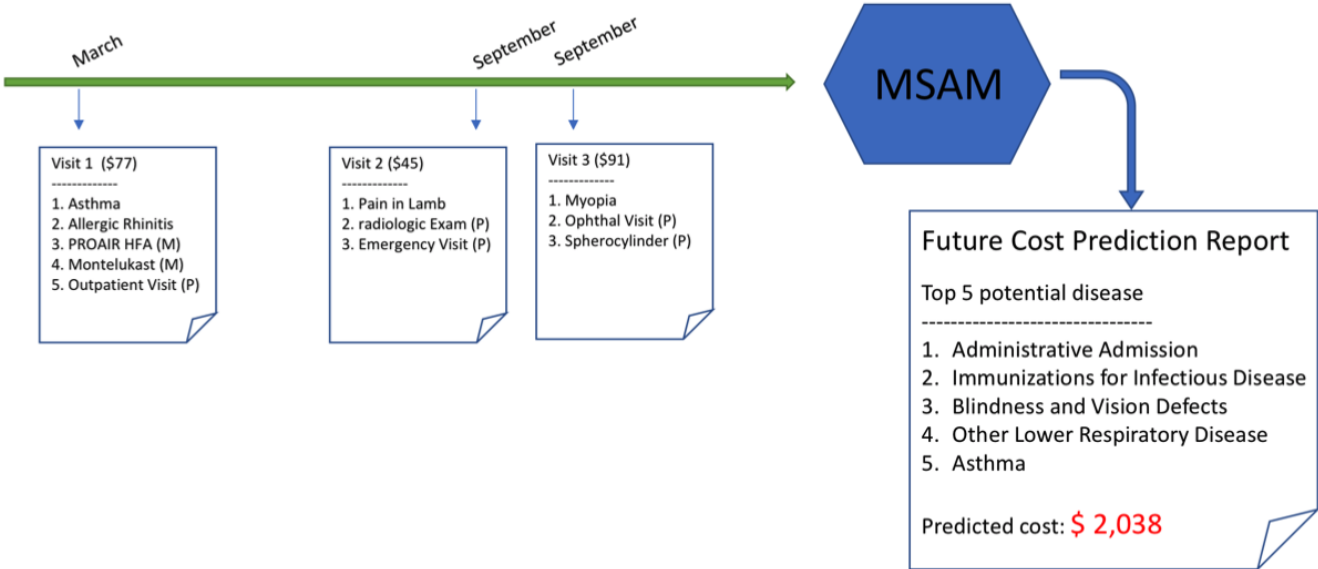 March
September
September
MSAM
Visit 1 ($77)
-------------
1. Asthma
2. Allergic Rhinitis
3. PROAIR HFA (M)
4. Montelukast (M)
5. Outpatient Visit (P)
Visit 2 ($45)
-------------
1. Pain in Lamb
2. radiologic Exam (P)
3. Emergency Visit (P)
Visit 3 ($91)
-------------
1. Myopia
2. Ophthal Visit (P)
3. Spherocylinder (P)
Future Cost Prediction Report
Top 5 potential disease
--------------------------------
1. Administrative Admission
2. Immunizations for Infectious Disease
3. Blindness and Vision Defects
4. Other Lower Respiratory Disease
5. Asthma
Predicted cost: $ 2,038